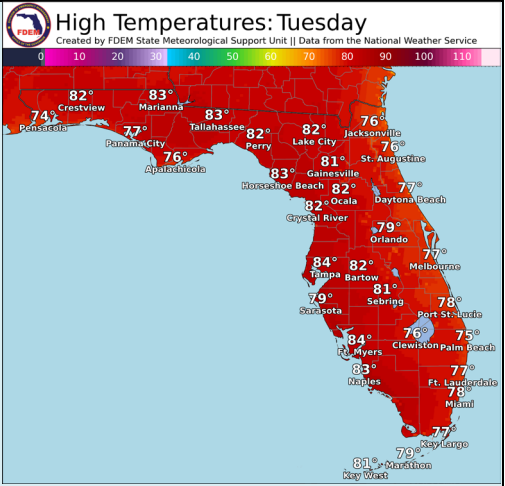 High Temperatures: Tuesday
Created by FDEM State Meteorological Support Unit || Data from the National Weather Service
FDEM
0 10 20 30 40 50 60 70 80 90 100 110
82°
Crestview
83°
Marianna
74°
Pensacola
77°
Panama City
83°
Tallahassee
76°
Apalachicola
82°
Perry
82°
Lake City
76°
Jacksonville
76°
St. Augustine
81°
Gainesville
83°
Horseshoe Beach
82°
Ocala
77°
Daytona Beach
82°
Crystal River
79°
Orlando
77°
Melbourne
84°
Tampa
82°
Bartow
81°
Sebring
79°
Sarasota
78°
Port St. Lucie
76°
Clewiston
75°
Palm Beach
84°
Ft. Myers
83°
Naples
77°
Ft. Lauderdale
78°
Miami
77°
Key Largo
79°
Marathon
81°
Key West